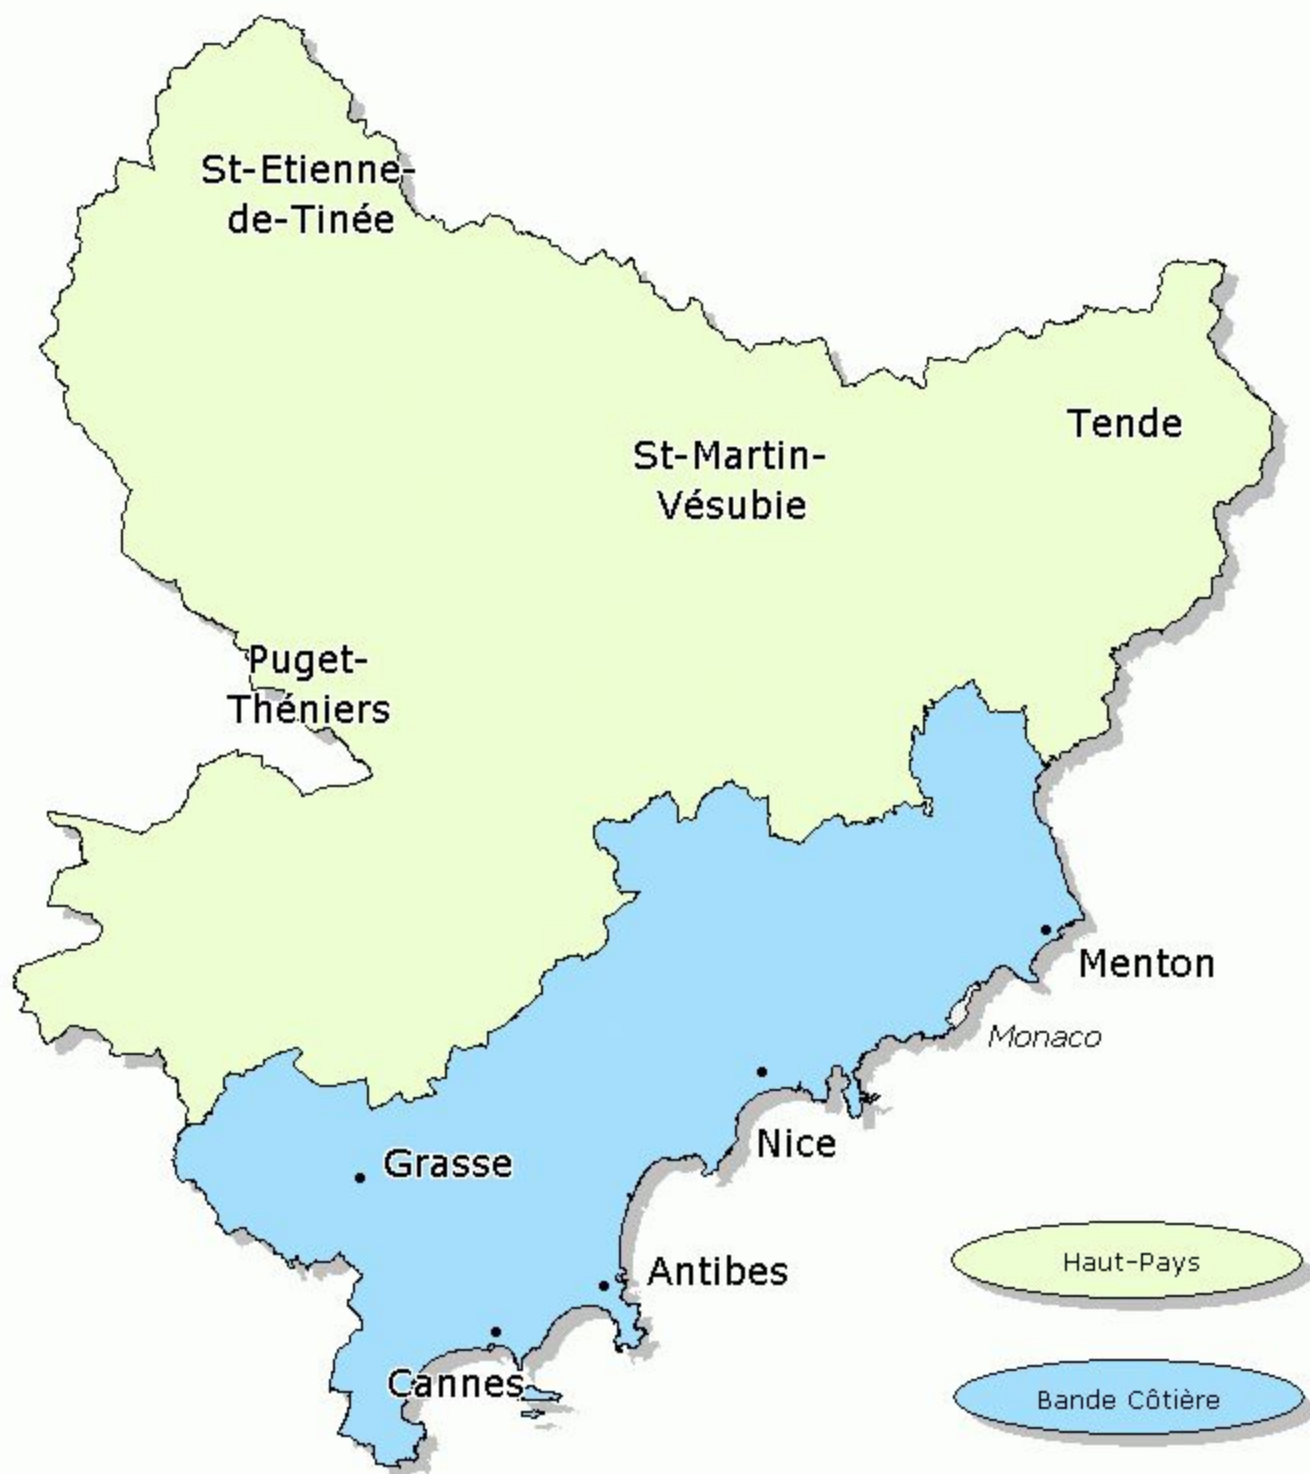 St-Etienne-
de-Tinée
Tende
St-Martin-
Vésubie
Puget-
Théniers
Menton
Monaco
Nice
Grasse
Antibes
Cannes
Haut-Pays
Bande Côtière